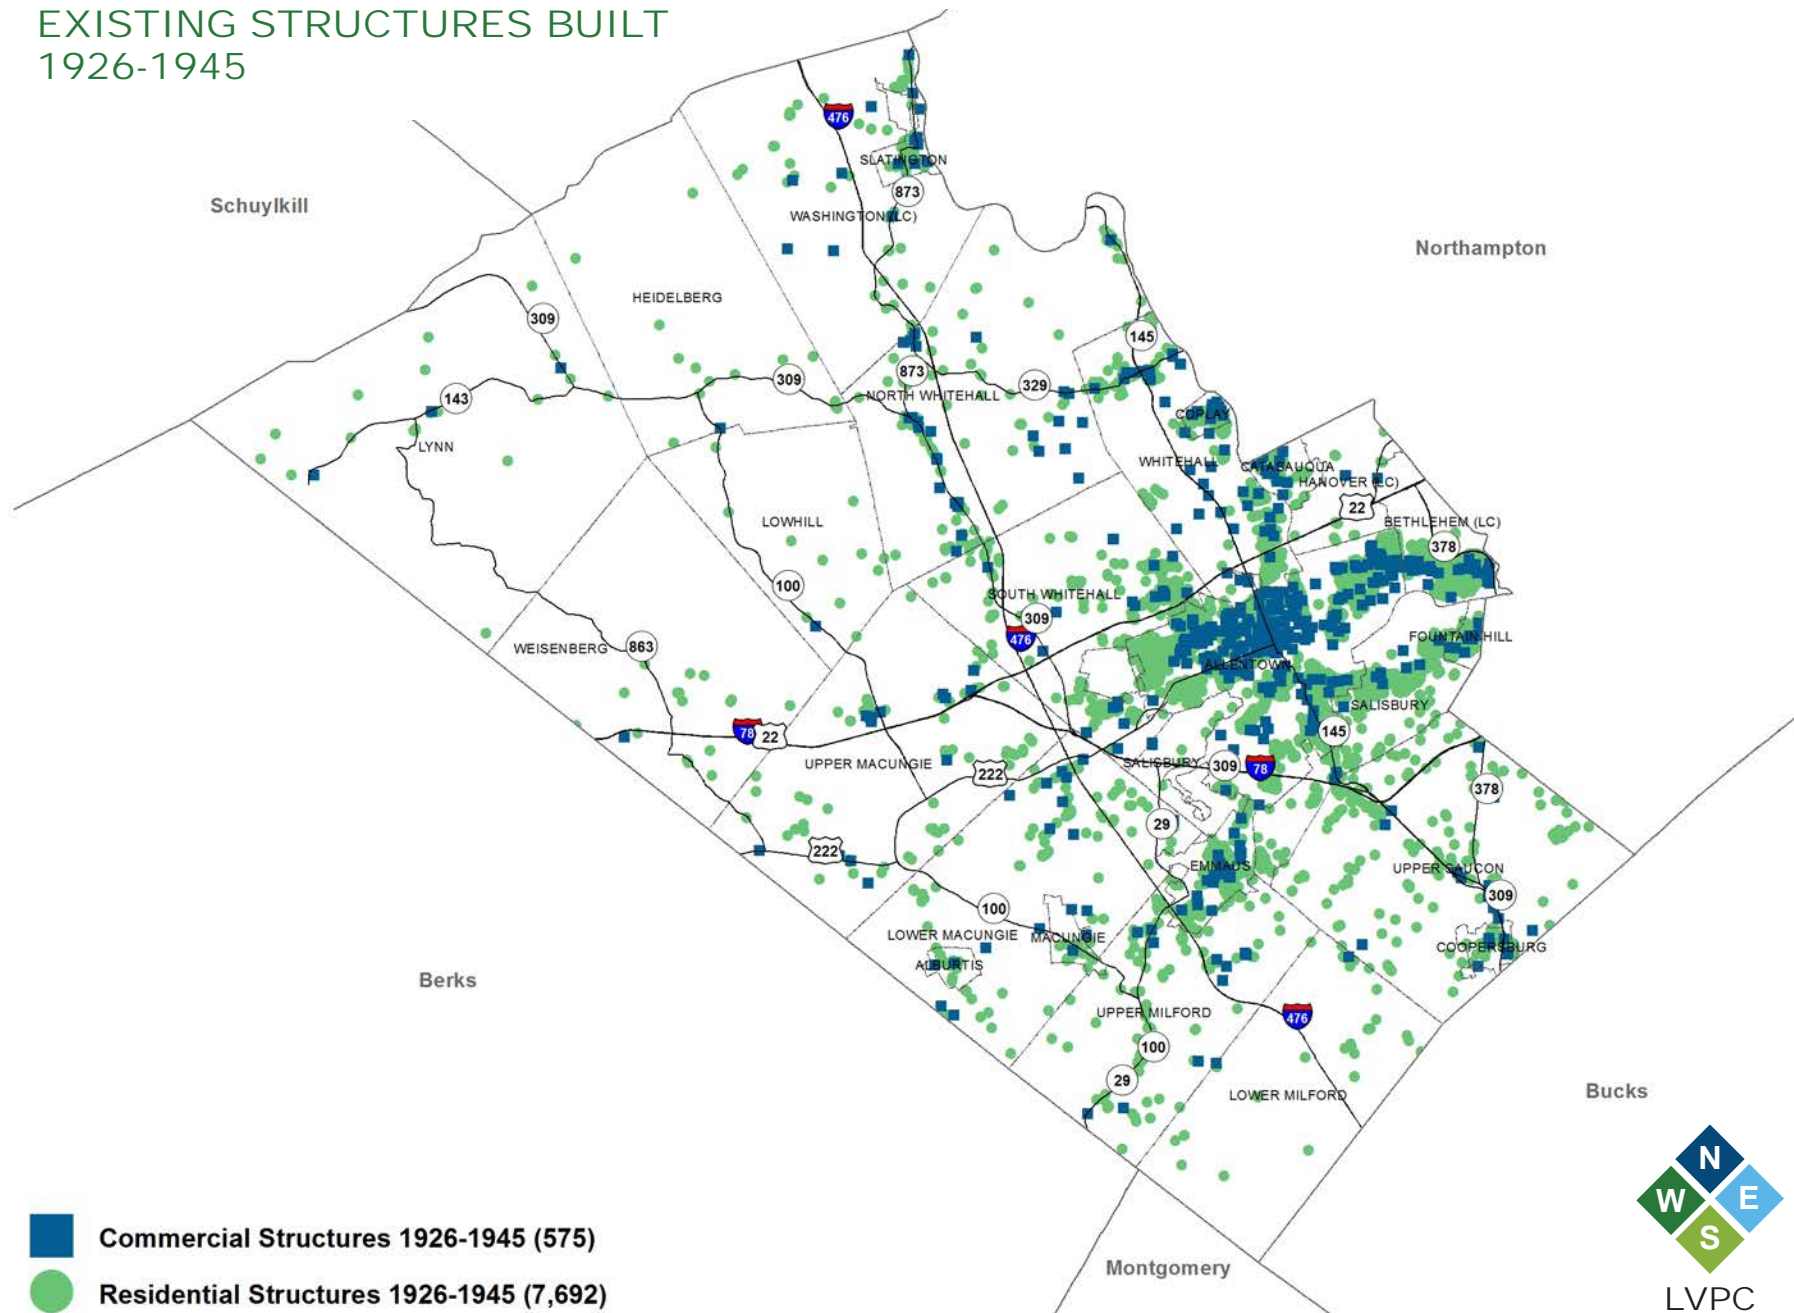 EXISTING STRUCTURES BUILT
1926-1945
476
SLATINGTON
873
Schuylkill
WASHINGTON (LC)
Northampton
HEIDELBERG
309
145
873
309
329
143
NORTH WHITEHALL
COPLAY
LYNN
WHITEHALL
CATASAUQUA
HANOVER (LC)
22
LOWHILL
BETHLEHEM (LC)
378
100
SOUTH WHITEHALL
309
476
FOUNTAIN HILL
WEISENBERG
863
ALLENTOWN
SALISBURY
78
22
145
UPPER MACUNGIE
SALISBURY
309
78
222
378
29
222
EMMAUS
UPPER SAUCON
309
100
LOWER MACUNGIE
MACUNGIE
COOPERSBURG
ALBURTIS
Berks
UPPER MILFORD
476
100
29
LOWER MILFORD
Bucks
N
W
E
S
LVPC
Commercial Structures 1926-1945 (575)
Montgomery
Residential Structures 1926-1945 (7,692)